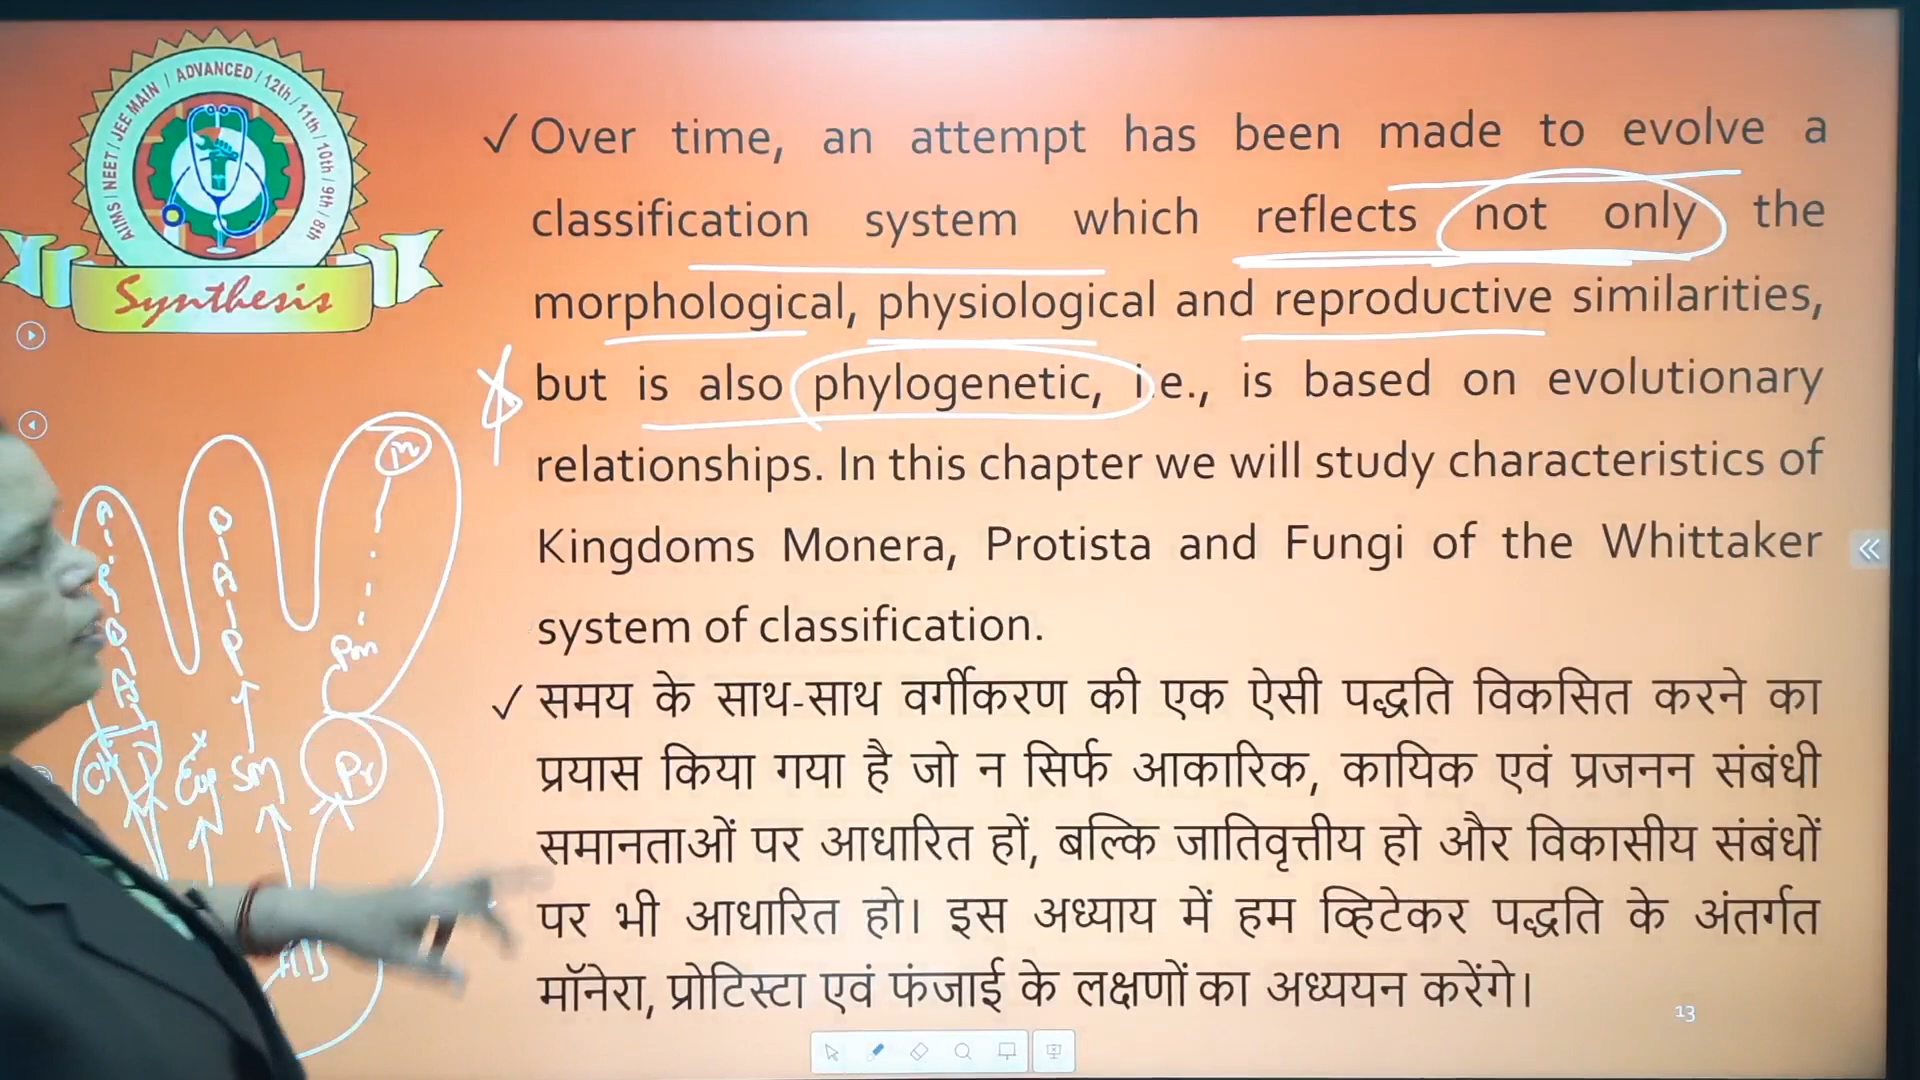 AIIMS / NEET / JEE MAIN / ADVANCED / 12th / 11th / 10th / 9th / 8th
Synthesis
✓ Over time, an attempt has been made to evolve a
classification system which reflects not only the
morphological, physiological and reproductive similarities,
but is also phylogenetic, i.e., is based on evolutionary
relationships. In this chapter we will study characteristics of
Kingdoms Monera, Protista and Fungi of the Whittaker
system of classification.
✓ समय के साथ-साथ वर्गीकरण की एक ऐसी पद्धति विकसित करने का
प्रयास किया गया है जो न सिर्फ आकारिक, कायिक एवं प्रजनन संबंधी
समानताओं पर आधारित हों, बल्कि जातिवृत्तीय हो और विकासीय संबंधों
पर भी आधारित हो। इस अध्याय में हम व्हिटेकर पद्धति के अंतर्गत
मॉनेरा, प्रोटिस्टा एवं फंजाई के लक्षणों का अध्ययन करेंगे।
13
m
Pm
O
A
P
A
Sm
Pr